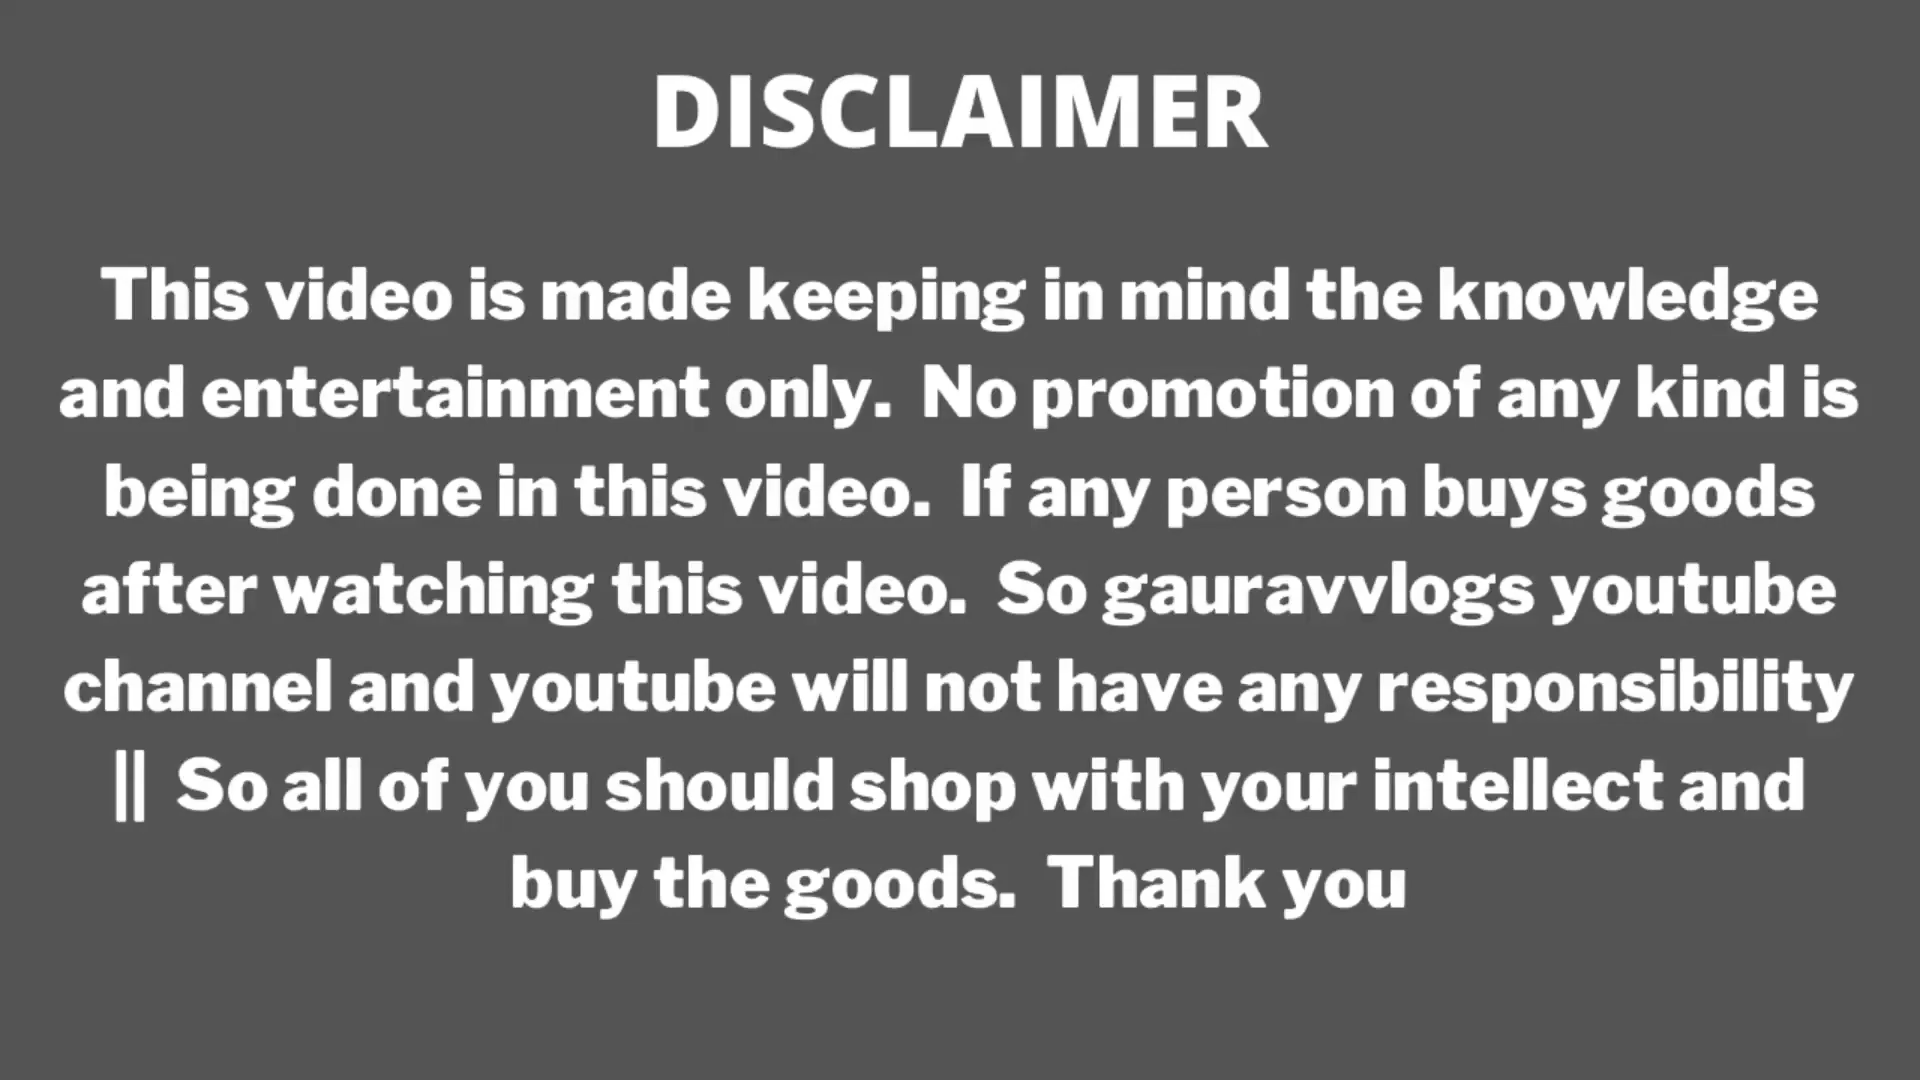 DISCLAIMER
This video is made keeping in mind the knowledge
and entertainment only.  No promotion of any kind is
being done in this video.  If any person buys goods
after watching this video.  So gauravvlogs youtube
channel and youtube will not have any responsibility
||  So all of you should shop with your intellect and
buy the goods.  Thank you